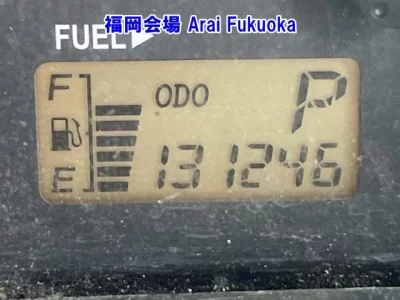 福岡会場 Arai Fukuoka
FUEL
F ODO P
E 131246